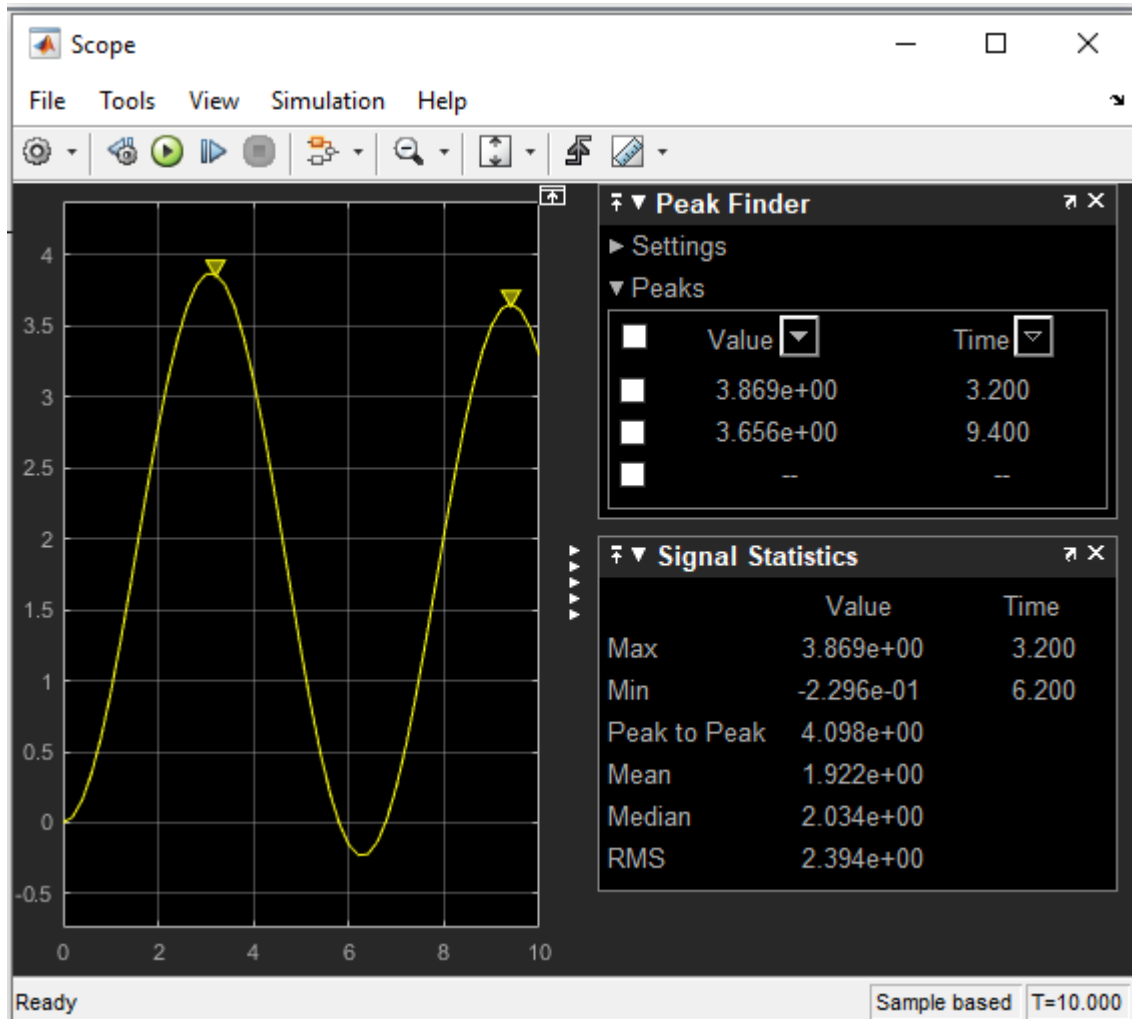 Scope
File Tools View Simulation Help
4
3.5
3
2.5
2
1.5
1
0.5
0
-0.5
0 2 4 6 8 10
Peak Finder
Settings
Peaks
Value Time
3.869e+00 3.200
3.656e+00 9.400
-- --
Signal Statistics
Value Time
Max 3.869e+00 3.200
Min -2.296e-01 6.200
Peak to Peak 4.098e+00
Mean 1.922e+00
Median 2.034e+00
RMS 2.394e+00
Ready Sample based T=10.000